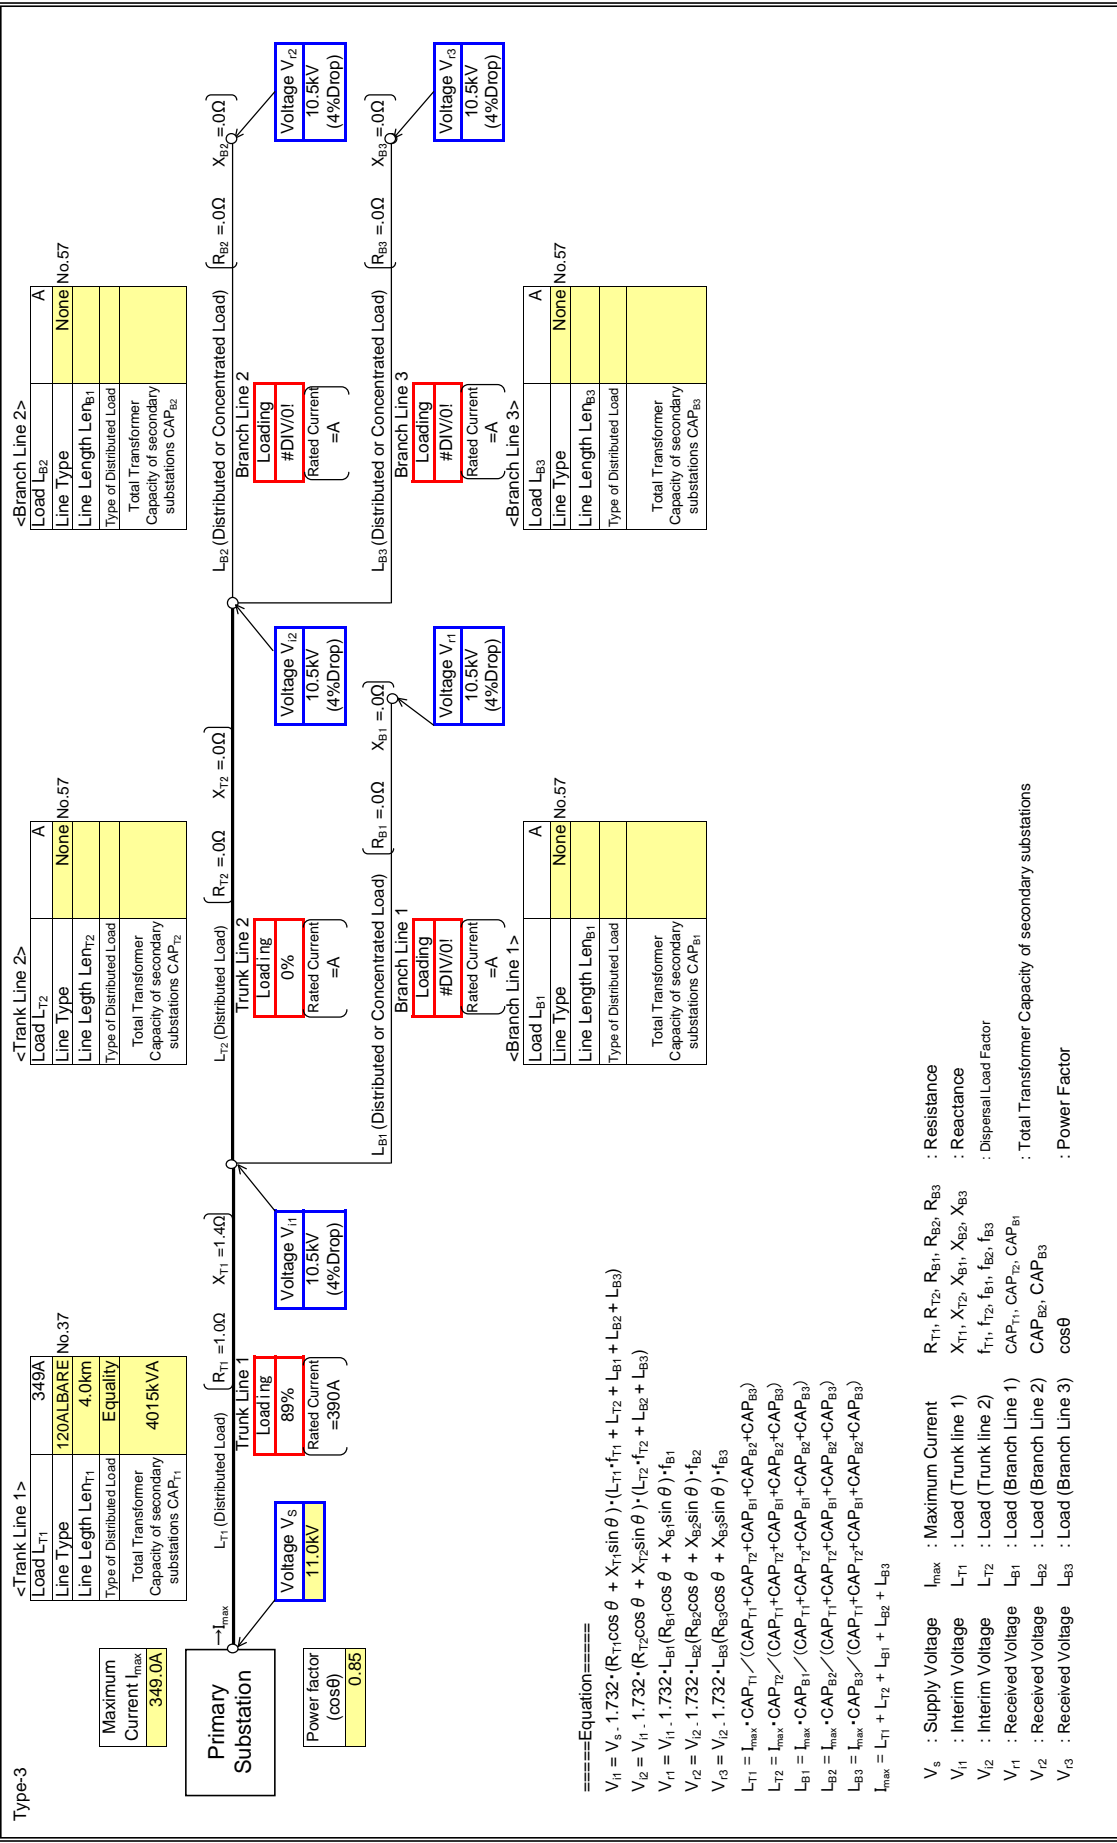 Type-3
Maximum
Current Imax
349.0A
Primary
Substation
Power factor
(cosθ)
0.85
→Imax
Voltage VS
11.0kV
<Trank Line 1>
Load LT1 349A
Line Type 120ALBARE No.37
Line Legth LenT1 4.0km
Type of Distributed Load Equality
Total Transformer
Capacity of secondary
substations CAPT1
4015kVA
LT1 (Distributed Load) RT1 =1.0Ω XT1 =1.4Ω
Trunk Line 1
Loading
89%
Rated Current
=390A
Voltage Vi1
10.5kV
(4%Drop)
<Trank Line 2>
Load LT2 A
Line Type None No.57
Line Legth LenT2
Type of Distributed Load
Total Transformer
Capacity of secondary
substations CAPT2
LT2 (Distributed Load) RT2 =.0Ω XT2 =.0Ω
Trunk Line 2
Loading
0%
Rated Current
=A
Voltage Vi2
10.5kV
(4%Drop)
LB1 (Distributed or Concentrated Load) RB1 =.0Ω XB1 =.0Ω
Branch Line 1
Loading
#DIV/0!
Rated Current
=A
Voltage Vr1
10.5kV
(4%Drop)
<Branch Line 1>
Load LB1 A
Line Type None No.57
Line Length LenB1
Type of Distributed Load
Total Transformer
Capacity of secondary
substations CAPB1
<Branch Line 2>
Load LB2 A
Line Type None No.57
Line Length LenB1
Type of Distributed Load
Total Transformer
Capacity of secondary
substations CAPB2
LB2 (Distributed or Concentrated Load) RB2 =.0Ω XB2 =.0Ω
Branch Line 2
Loading
#DIV/0!
Rated Current
=A
Voltage Vr2
10.5kV
(4%Drop)
LB3 (Distributed or Concentrated Load) RB3 =.0Ω XB3 =.0Ω
Branch Line 3
Loading
#DIV/0!
Rated Current
=A
Voltage Vr3
10.5kV
(4%Drop)
<Branch Line 3>
Load LB3 A
Line Type None No.57
Line Length LenB3
Type of Distributed Load
Total Transformer
Capacity of secondary
substations CAPB3
=====Equation=====
Vi1 = Vs - 1.732・(RT1cos θ + XT1sin θ)・(LT1・fT1 + LT2 + LB1 + LB2 + LB3)
Vi2 = Vi1 - 1.732・(RT2cos θ + XT2sin θ)・(LT2・fT2 + LB2 + LB3)
Vr1 = Vi1 - 1.732・LB1(RB1cos θ + XB1sin θ)・fB1
Vr2 = Vi2 - 1.732・LB2(RB2cos θ + XB2sin θ)・fB2
Vr3 = Vi2 - 1.732・LB3(RB3cos θ + XB3sin θ)・fB3
LT1 = Imax・CAPT1／(CAPT1+CAPT2+CAPB1+CAPB2+CAPB3)
LT2 = Imax・CAPT2／(CAPT1+CAPT2+CAPB1+CAPB2+CAPB3)
LB1 = Imax・CAPB1／(CAPT1+CAPT2+CAPB1+CAPB2+CAPB3)
LB2 = Imax・CAPB2／(CAPT1+CAPT2+CAPB1+CAPB2+CAPB3)
LB3 = Imax・CAPB3／(CAPT1+CAPT2+CAPB1+CAPB2+CAPB3)
Imax = LT1 + LT2 + LB1 + LB2 + LB3
Vs : Supply Voltage Imax : Maximum Current RT1, RT2, RB1, RB2, RB3 : Resistance
Vi1 : Interim Voltage LT1 : Load (Trunk line 1) XT1, XT2, XB1, XB2, XB3 : Reactance
Vi2 : Interim Voltage LT2 : Load (Trunk line 2) fT1, fT2, fB1, fB2, fB3 : Dispersal Load Factor
Vr1 : Received Voltage LB1 : Load (Branch Line 1) CAPT1, CAPT2, CAPB1
Vr2 : Received Voltage LB2 : Load (Branch Line 2) CAPB2, CAPB3 : Total Transformer Capacity of secondary substations
Vr3 : Received Voltage LB3 : Load (Branch Line 3) cosθ : Power Factor